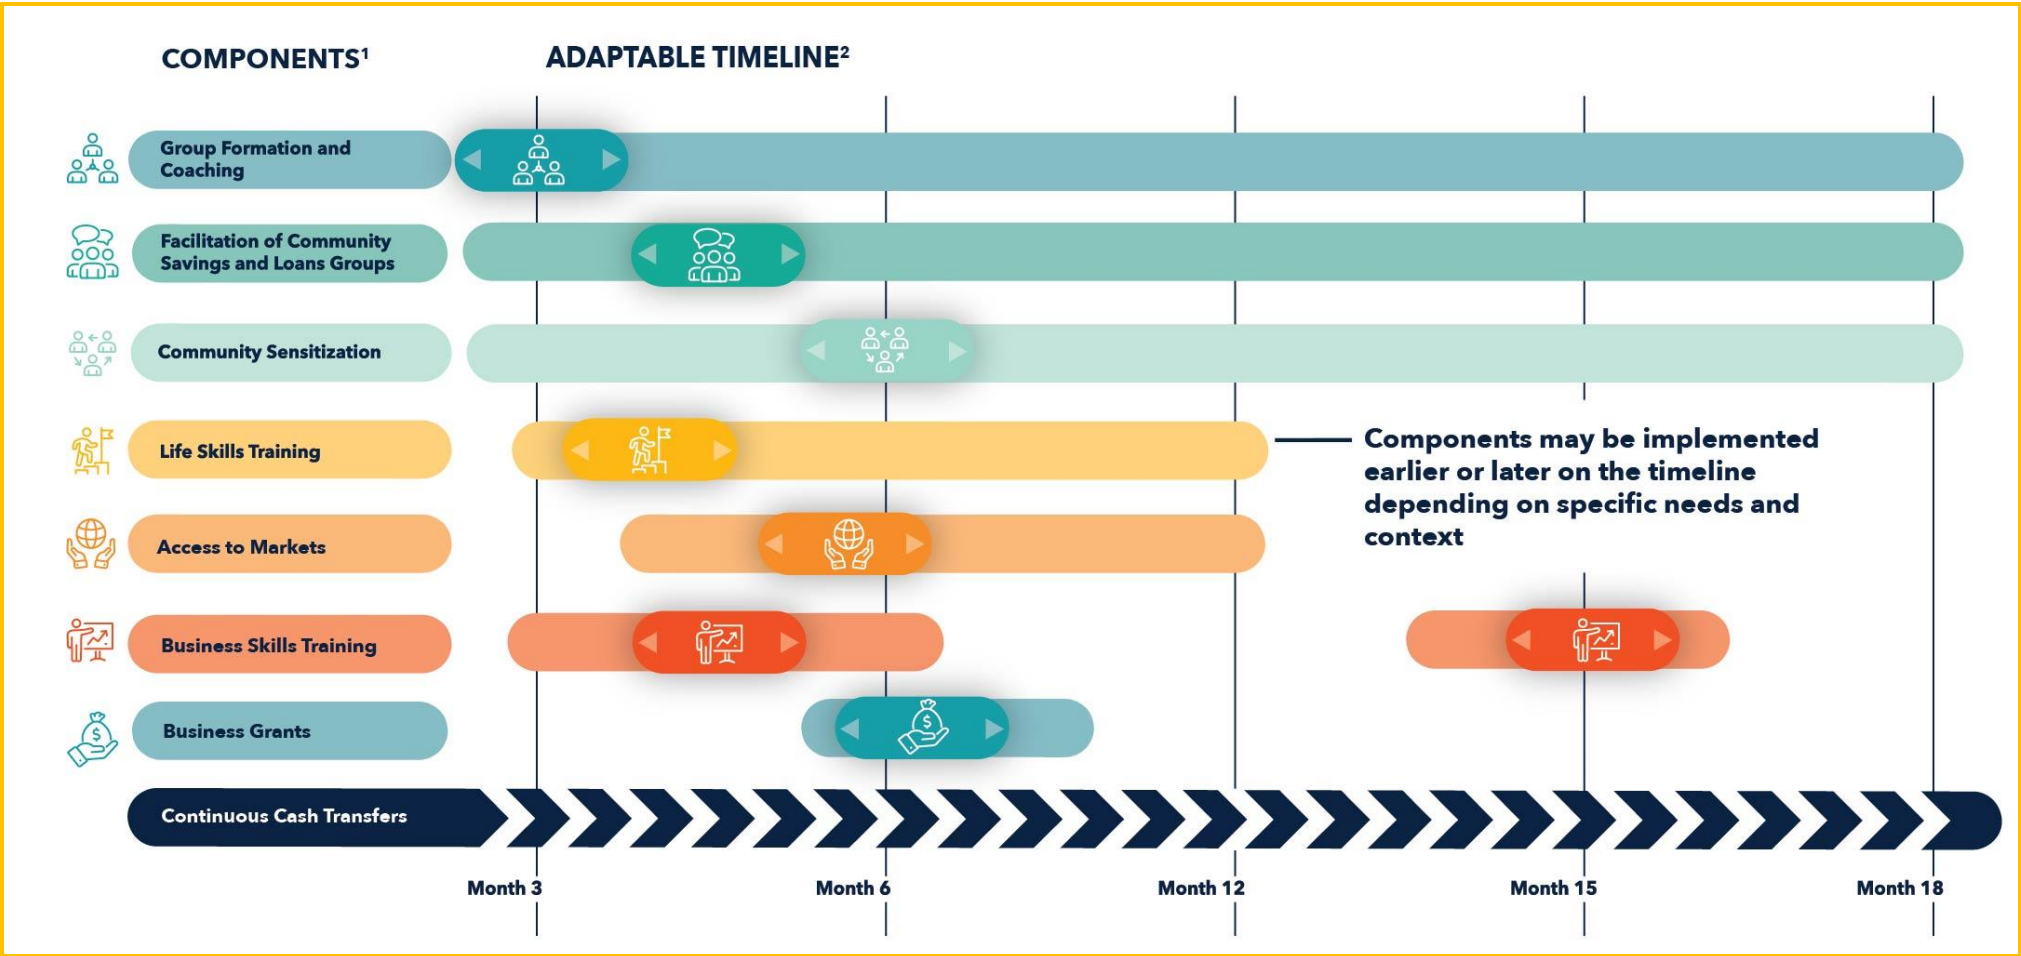 COMPONENTS¹
ADAPTABLE TIMELINE²
Group Formation and
Coaching
Facilitation of Community
Savings and Loans Groups
Community Sensitization
Life Skills Training
Components may be implemented
earlier or later on the timeline
depending on specific needs and
context
Access to Markets
Business Skills Training
Business Grants
$
$
Continuous Cash Transfers
Month 3
Month 6
Month 12
Month 15
Month 18